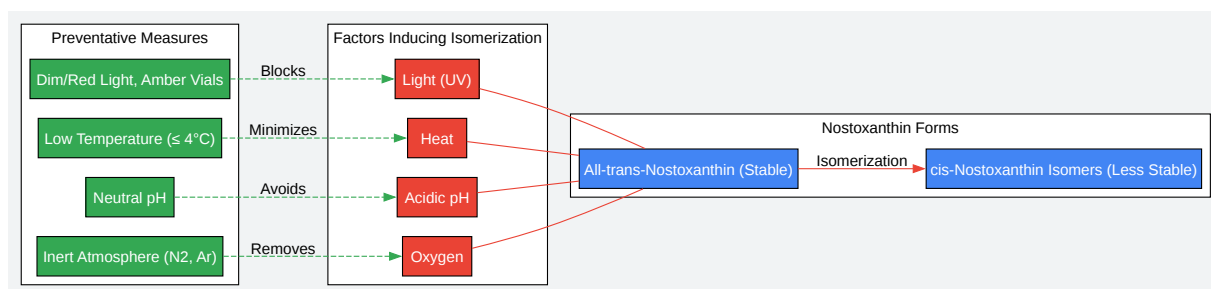 Preventative Measures
Factors Inducing Isomerization
Dim/Red Light, Amber Vials
Blocks
Light (UV)
Low Temperature (≤ 4°C)
Minimizes
Heat
Neutral pH
Avoids
Acidic pH
Inert Atmosphere (N2, Ar)
Removes
Oxygen
Nostoxanthin Forms
All-trans-Nostoxanthin (Stable)
Isomerization
cis-Nostoxanthin Isomers (Less Stable)